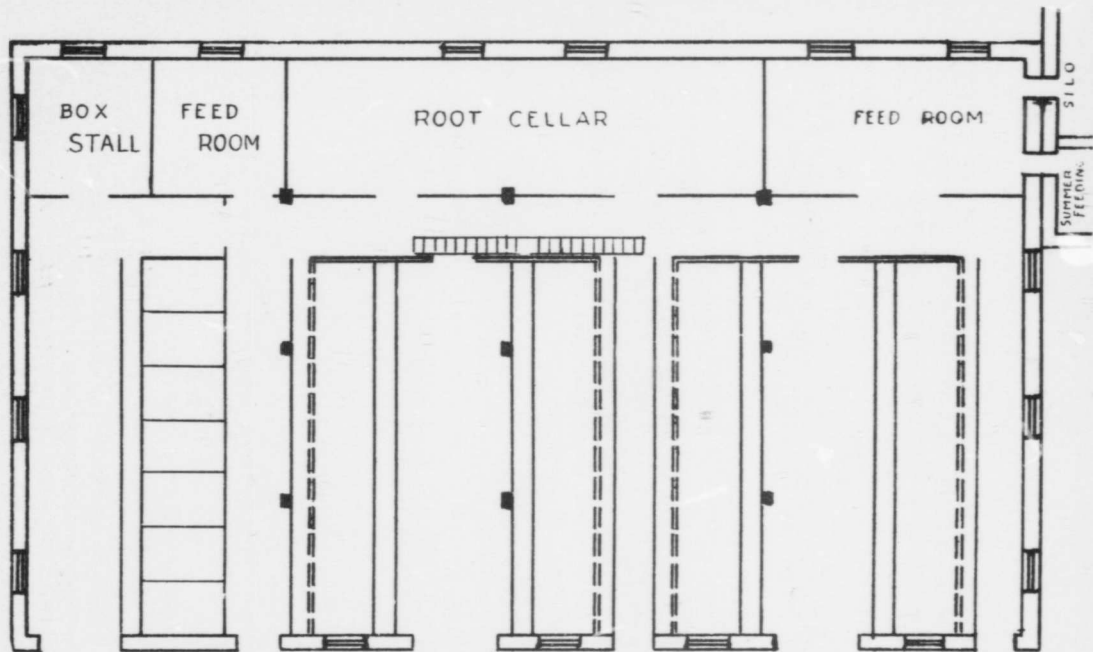 BOX
STALL
FEED
ROOM
ROOT CELLAR
FEED ROOM
SILO
SUMMER
FEEDING